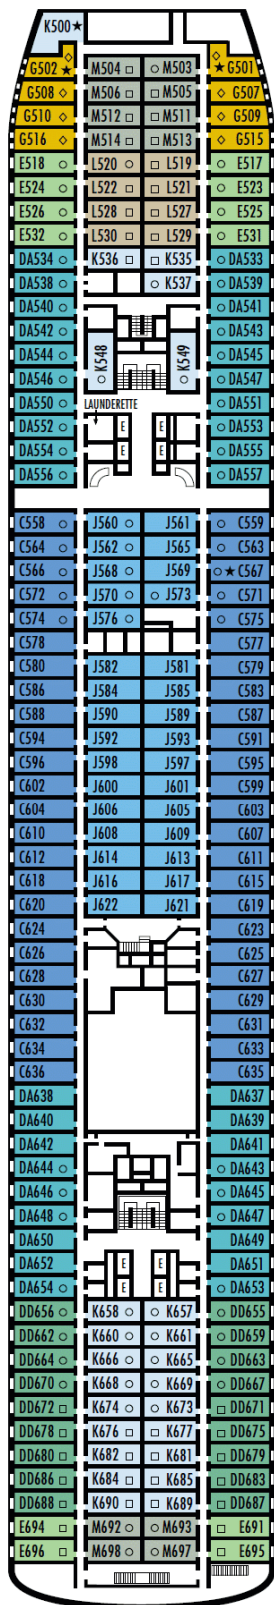 K500★
G502★ M504□ ○M503 ★G501
G508◇ M506□ □M505 ◇G507
G510◇ M512□ □M511 ◇G509
G516◇ M514□ □M513 ◇G515
E518○ L520○ □L519 ○E517
E524○ L522□ □L521 ○E523
E526○ L528□ □L527 ○E525
E532○ L530□ □L529 ○E531
DA534○ K536□ □K535 ○DA533
DA538○ ○K537 ○DA539
DA540○ ○DA541
DA542○ ○DA543
DA544○ K548○ ○K549 ○DA545
DA546○ ○DA547
DA550○ LAUNDERETTE ○DA551
DA552○ E E ○DA553
DA554○ E E ○DA555
DA556○ ○DA557
C558○ J560○ J561 ○C559
C564○ J562○ J565 ○C563
C566○ J568○ J569 ○★C567
C572○ J570○ ○J573 ○C571
C574○ J576○ ○C575
C578 C577
C580 J582 J581 C579
C586 J584 J585 C583
C588 J590 J589 C587
C594 J592 J593 C591
C596 J598 J597 C595
C602 J600 J601 C599
C604 J606 J605 C603
C610 J608 J609 C607
C612 J614 J613 C611
C618 J616 J617 C615
C620 J622 J621 C619
C624 C623
C626 C625
C628 C627
C630 C629
C632 C631
C634 C633
C636 C635
DA638 DA637
DA640 DA639
DA642 DA641
DA644○ ○DA643
DA646○ ○DA645
DA648○ ○DA647
DA650 DA649
DA652 E E DA651
DA654○ E E ○DA653
DD656○ K658○ ○K657 ○DD655
DD662○ K660○ ○K661 ○DD659
DD664○ K666○ ○K665 ○DD663
DD670○ K668○ ○K669 ○DD667
DD672□ K674○ ○K673 □DD671
DD678□ K676□ □K677 □DD675
DD680□ K682□ □K681 □DD679
DD686□ K684□ □K685 □DD683
DD688□ K690□ □K689 □DD687
E694□ M692○ ○M693 □E691
E696□ M698○ ○M697 □E695